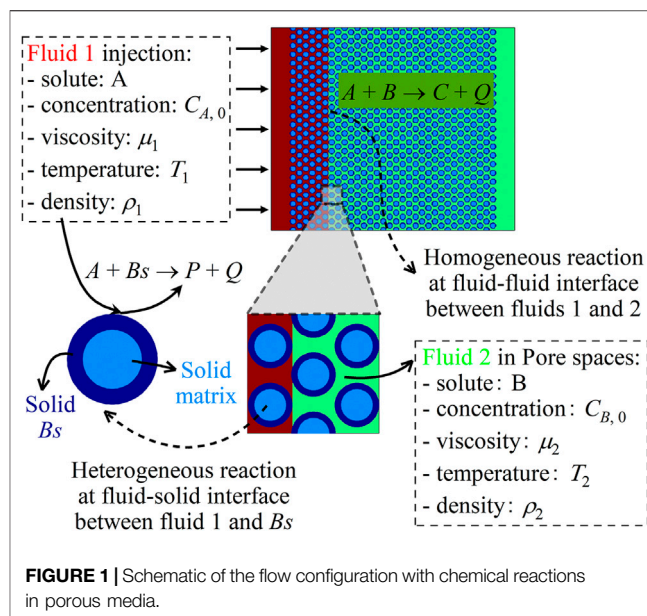 Fluid 1 injection:
- solute: A
- concentration: C_{A, 0}
- viscosity: μ₁
- temperature: T₁
- density: ρ₁
A + B → C + Q
A + Bs → P + Q
Homogeneous reaction
at fluid-fluid interface
between fluids 1 and 2
Solid
Bs
Solid
matrix
Heterogeneous reaction
at fluid-solid interface
between fluid 1 and Bs
Fluid 2 in Pore spaces:
- solute: B
- concentration: C_{B, 0}
- viscosity: μ₂
- temperature: T₂
- density: ρ₂
FIGURE 1 | Schematic of the flow configuration with chemical reactions
in porous media.